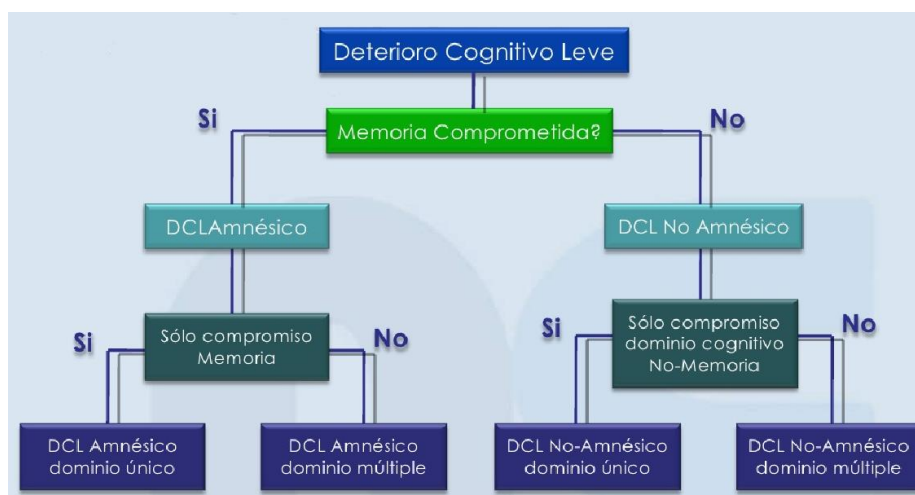 Deterioro Cognitivo Leve
Si
No
Memoria Comprometida?
DCLAmnésico
DCL No Amnésico
Si
No
Sólo compromiso
Memoria
Si
No
Sólo compromiso
dominio cognitivo
No-Memoria
DCL Amnésico
dominio único
DCL Amnésico
dominio múltiple
DCL No-Amnésico
dominio único
DCL No-Amnésico
dominio múltiple